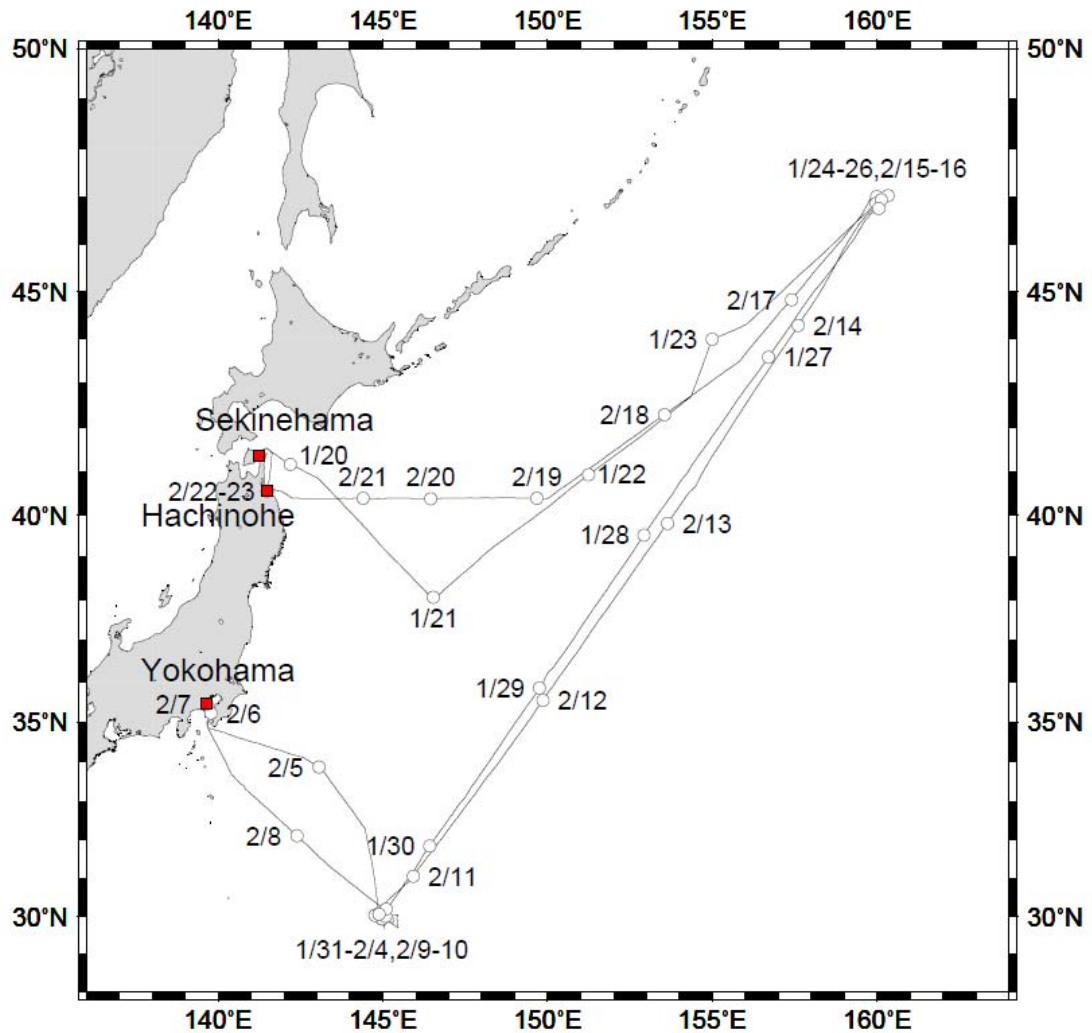 140°E 145°E 150°E 155°E 160°E
50°N 50°N
1/24-26,2/15-16
45°N 45°N
2/17
2/14
1/23
1/27
2/18
Sekinehama
1/20
2/21 2/20 2/19 1/22
2/22-23
40°N 40°N
Hachinohe
1/28 2/13
1/21
Yokohama
1/29
2/7 2/6
2/12
35°N 35°N
2/5
2/8
1/30
2/11
30°N 30°N
1/31-2/4,2/9-10
140°E 145°E 150°E 155°E 160°E